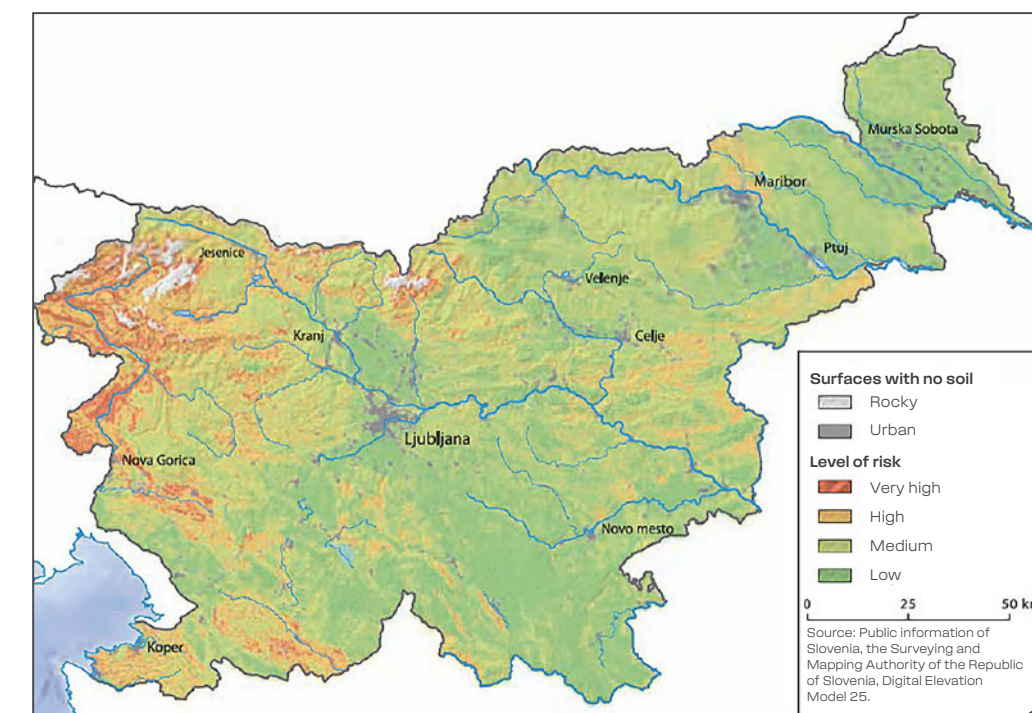 Murska Sobota
Maribor
Ptuj
Jesenice
Velenje
Kranj
Celje
Ljubljana
Nova Gorica
Novo mesto
Koper
Surfaces with no soil
Rocky
Urban
Level of risk
Very high
High
Medium
Low
0 25 50 km
Source: Public information of
Slovenia, the Surveying and
Mapping Authority of the Republic
of Slovenia, Digital Elevation
Model 25.